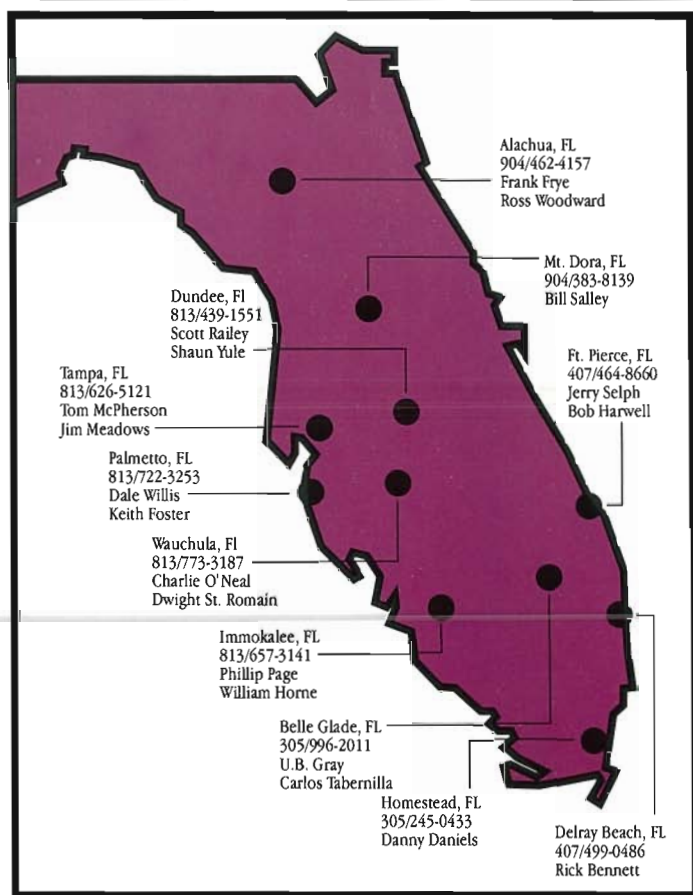 Alachua, FL
904/462-4157
Frank Frye
Ross Woodward
Mt. Dora, FL
904/383-8139
Bill Salley
Dundee, Fl
813/439-1551
Scott Railey
Shaun Yule
Ft. Pierce, FL
407/464-8660
Jerry Selph
Bob Harwell
Tampa, FL
813/626-5121
Tom McPherson
Jim Meadows
Palmetto, FL
813/722-3253
Dale Willis
Keith Foster
Wauchula, Fl
813/773-3187
Charlie O'Neal
Dwight St. Romain
Immokalee, FL
813/657-3141
Phillip Page
William Horne
Belle Glade, FL
305/996-2011
U.B. Gray
Carlos Tabernilla
Homestead, FL
305/245-0433
Danny Daniels
Delray Beach, FL
407/499-0486
Rick Bennett